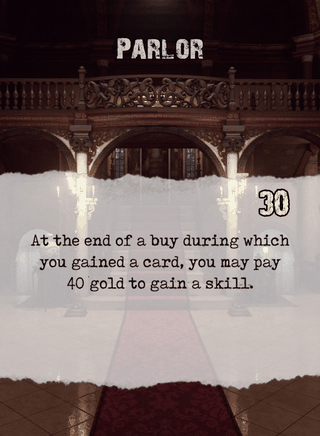 PARLOR
30
At the end of a buy during which
you gained a card, you may pay
40 gold to gain a skill.